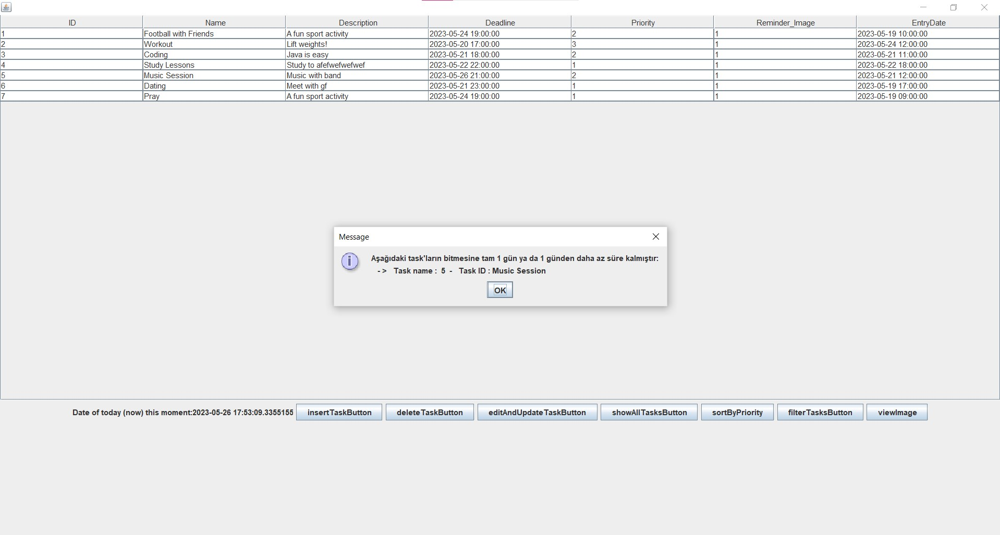 ID Name Description Deadline Priority Reminder_Image EntryDate
1 Football with Friends A fun sport activity 2023-05-24 19:00:00 2 1 2023-05-19 10:00:00
2 Workout Lift weights! 2023-05-20 17:00:00 3 1 2023-05-24 12:00:00
3 Coding Java is easy 2023-05-21 18:00:00 2 1 2023-05-21 11:00:00
4 Study Lessons Study to afefwefwefwef 2023-05-22 22:00:00 1 1 2023-05-22 18:00:00
5 Music Session Music with band 2023-05-26 21:00:00 2 1 2023-05-21 12:00:00
6 Dating Meet with gf 2023-05-21 23:00:00 1 1 2023-05-19 17:00:00
7 Pray A fun sport activity 2023-05-24 19:00:00 1 1 2023-05-19 09:00:00
Message
Aşağıdaki task'ların bitmesine tam 1 gün ya da 1 günden daha az süre kalmıştır:
-> Task name : 5 - Task ID : Music Session
OK
Date of today (now) this moment:2023-05-26 17:53:09.3355155 insertTaskButton deleteTaskButton editAndUpdateTaskButton showAllTasksButton sortByPriority filterTasksButton viewImage